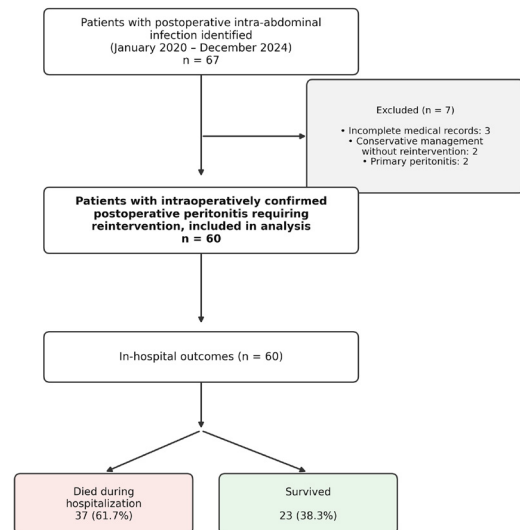 Patients with postoperative intra-abdominal
infection identified
(January 2020 – December 2024)
n = 67
Excluded (n = 7)
• Incomplete medical records: 3
• Conservative management
without reintervention: 2
• Primary peritonitis: 2
Patients with intraoperatively confirmed
postoperative peritonitis requiring
reintervention, included in analysis
n = 60
In-hospital outcomes (n = 60)
Died during
hospitalization
37 (61.7%)
Survived
23 (38.3%)